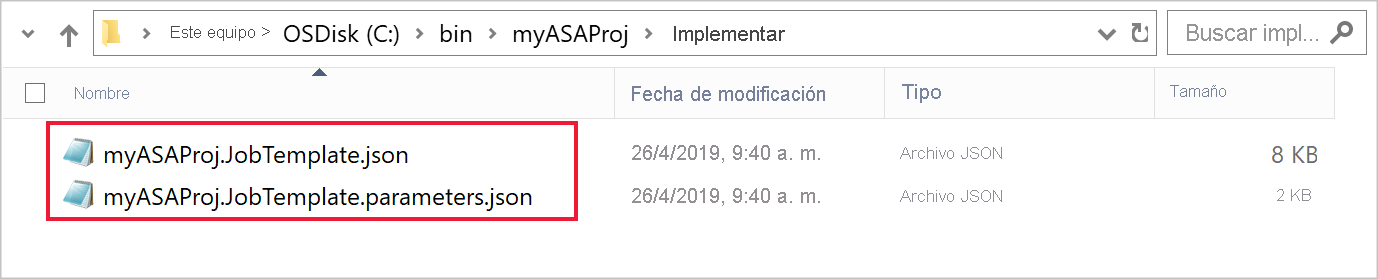 Este equipo > OSDisk (C:) > bin > myASAProj > Implementar
Buscar impl...
Nombre Fecha de modificación Tipo Tamaño
myASAProj.JobTemplate.json 26/4/2019, 9:40 a. m. Archivo JSON 8 KB
myASAProj.JobTemplate.parameters.json 26/4/2019, 9:40 a. m. Archivo JSON 2 KB